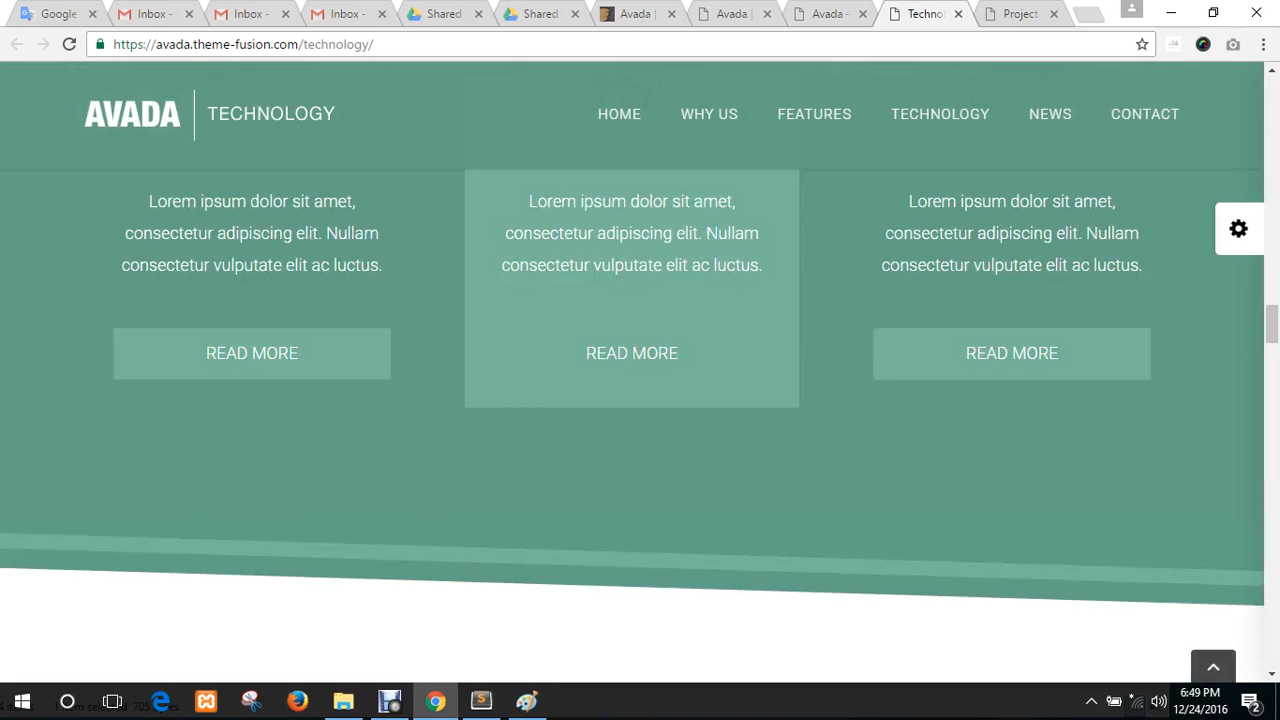 Google
Inbox -
Inbox -
Inbox -
Shared
Shared
Avada |
Avada |
Avada –
Technol
Project
https://avada.theme-fusion.com/technology/
AVADA | TECHNOLOGY
HOME
WHY US
FEATURES
TECHNOLOGY
NEWS
CONTACT
Lorem ipsum dolor sit amet,
consectetur adipiscing elit. Nullam
consectetur vulputate elit ac luctus.
READ MORE
Lorem ipsum dolor sit amet,
consectetur adipiscing elit. Nullam
consectetur vulputate elit ac luctus.
READ MORE
Lorem ipsum dolor sit amet,
consectetur adipiscing elit. Nullam
consectetur vulputate elit ac luctus.
READ MORE
6:49 PM
12/24/2016
2